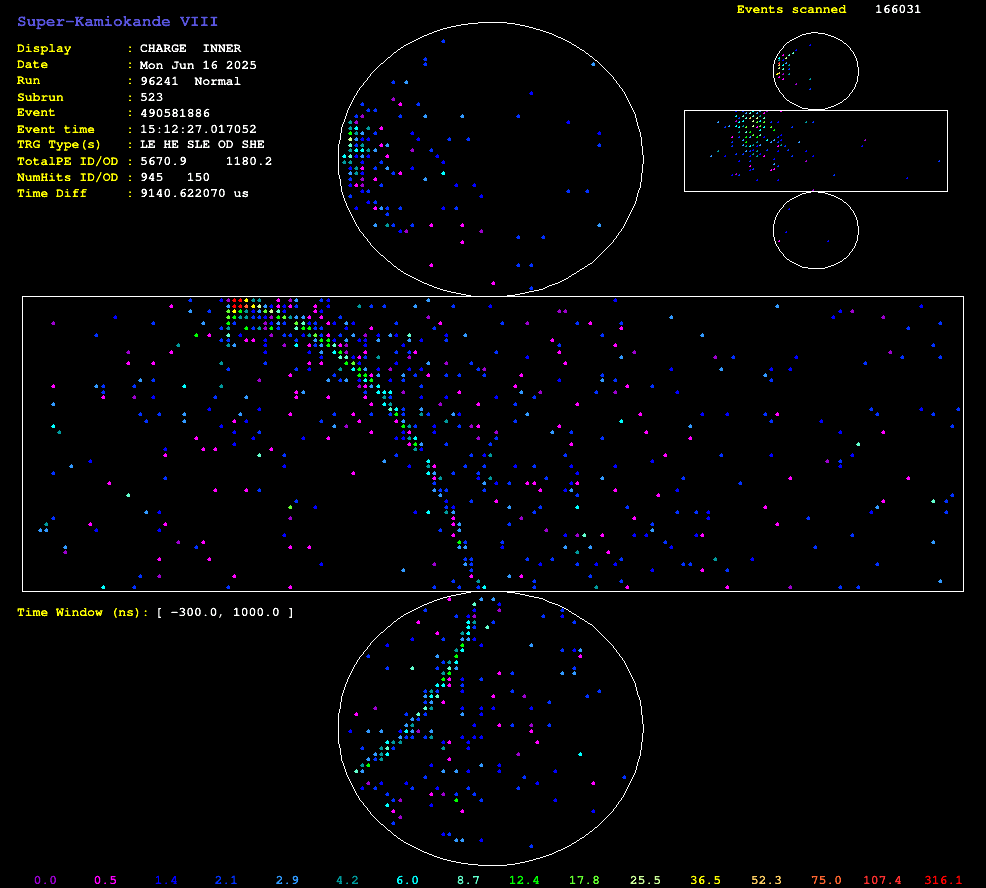 Super-Kamiokande VIII
Events scanned 166031
Display : CHARGE INNER
Date : Mon Jun 16 2025
Run : 96241 Normal
Subrun : 523
Event : 490581886
Event time : 15:12:27.017052
TRG Type(s) : LE HE SLE OD SHE
TotalPE ID/OD : 5670.9 1180.2
NumHits ID/OD : 945 150
Time Diff : 9140.622070 us
Time Window (ns): [ -300.0, 1000.0 ]
0.0 0.5 1.4 2.1 2.9 4.2 6.0 8.7 12.4 17.8 25.5 36.5 52.3 75.0 107.4 316.1